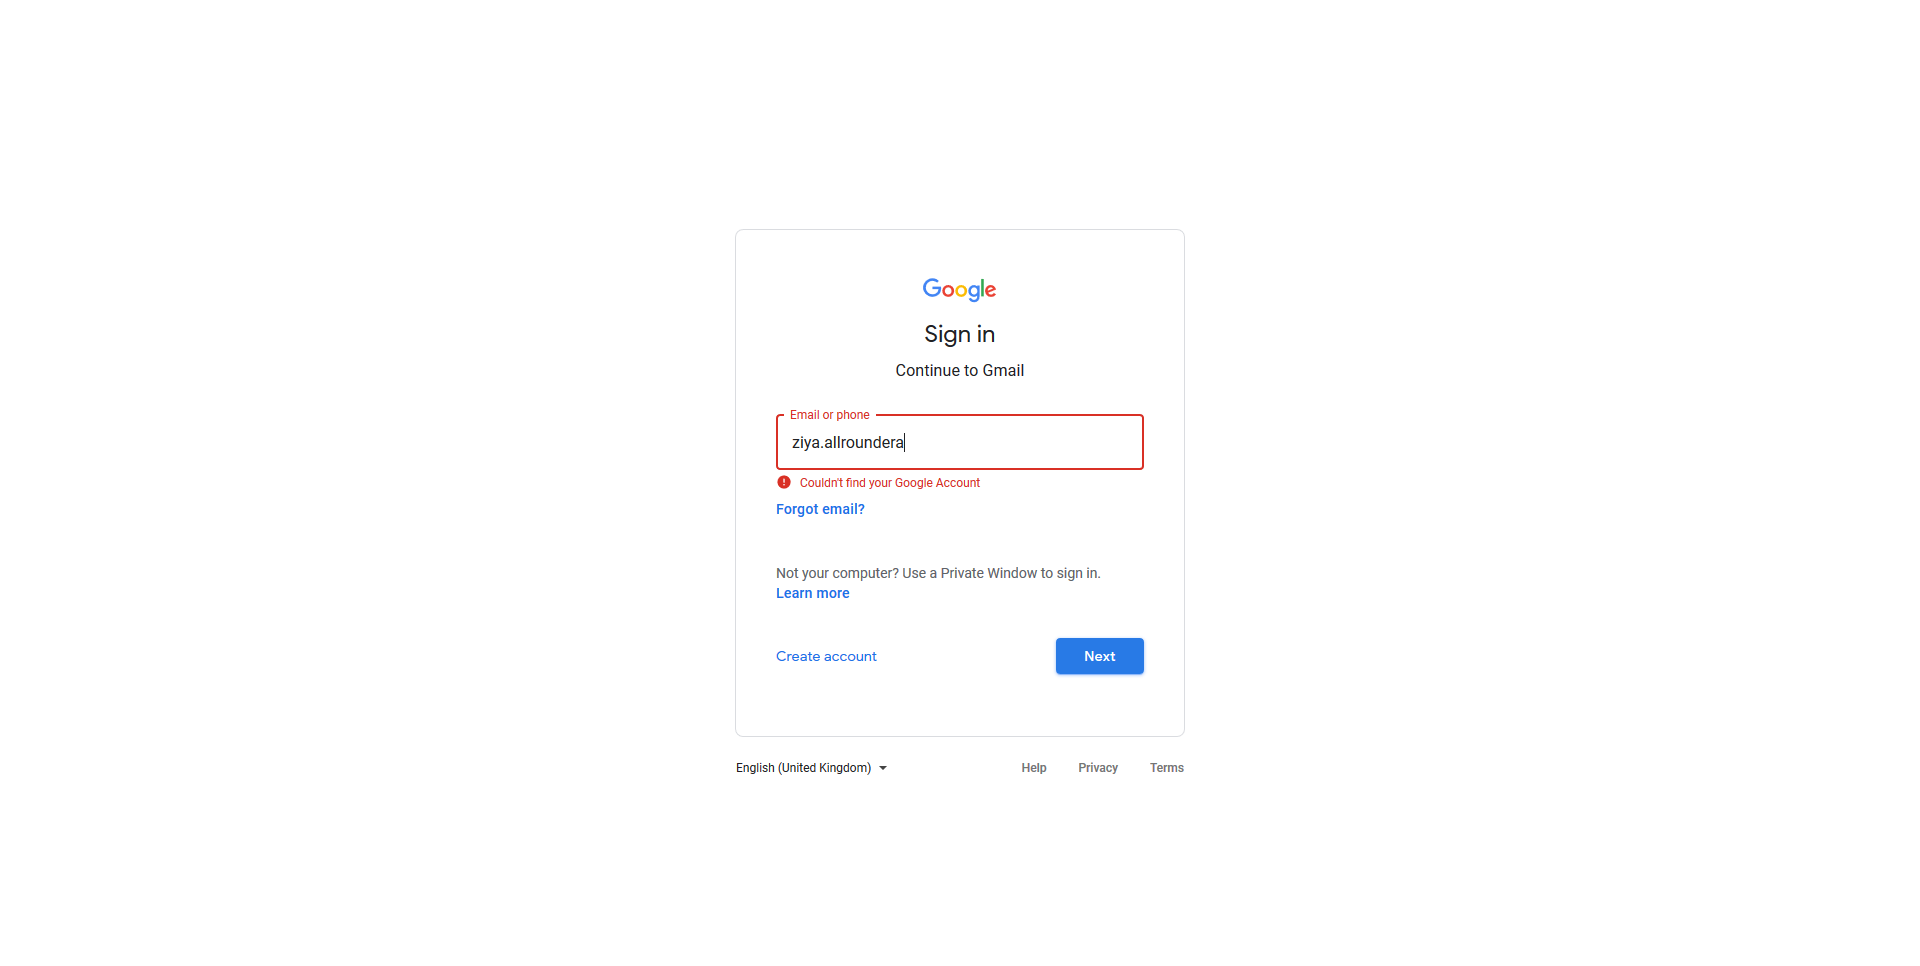 Google
Sign in
Continue to Gmail
Email or phone
ziya.allroundera
Couldn't find your Google Account
Forgot email?
Not your computer? Use a Private Window to sign in.
Learn more
Create account
Next
English (United Kingdom)
Help
Privacy
Terms